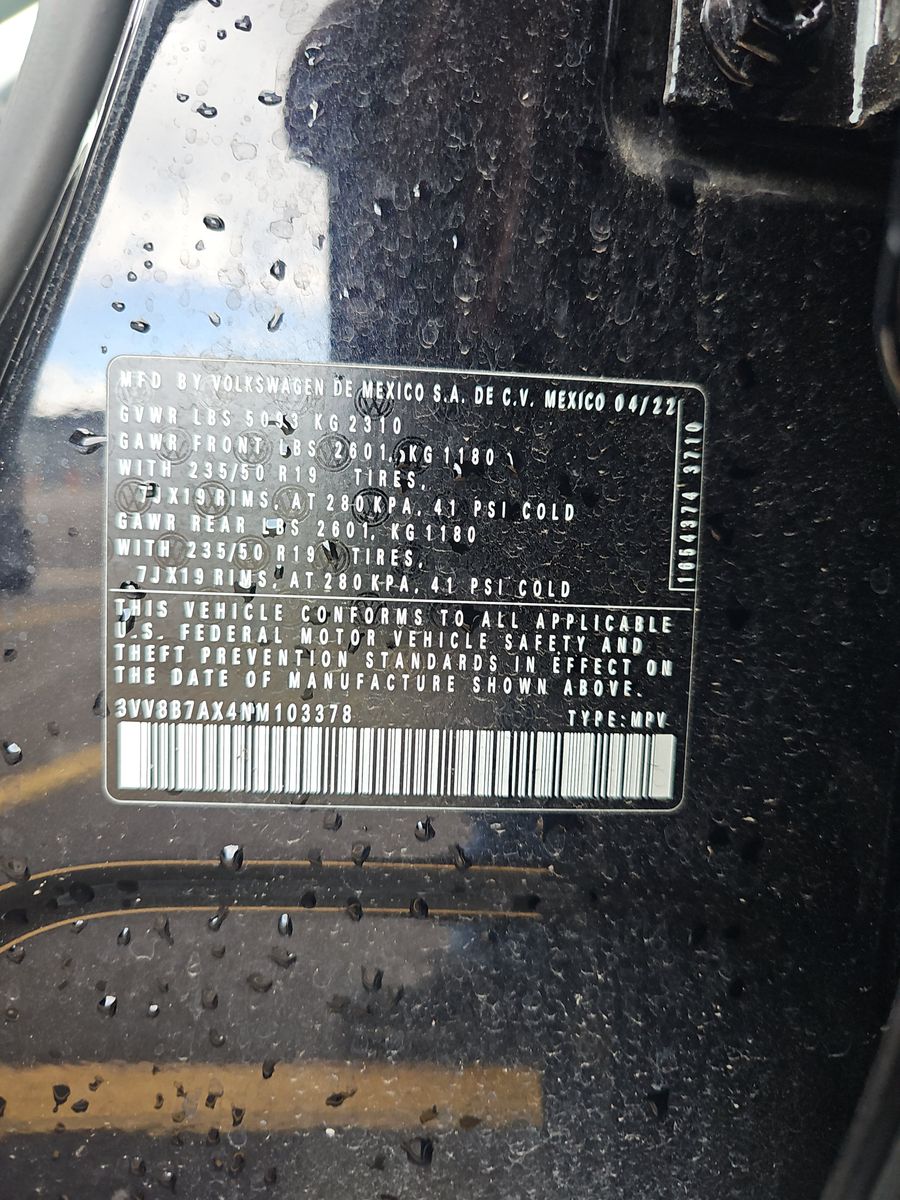 MFD BY VOLKSWAGEN DE MEXICO S.A. DE C.V. MEXICO 04/22
GVWR LBS 5093 KG 2310
GAWR FRONT LBS 2601, KG 1180
WITH 235/50 R19 TIRES,
7JX19 RIMS, AT 280 KPA, 41 PSI COLD
GAWR REAR LBS 2601, KG 1180
WITH 235/50 R19 TIRES,
7JX19 RIMS, AT 280 KPA, 41 PSI COLD
1654374 3710
THIS VEHICLE CONFORMS TO ALL APPLICABLE
U.S. FEDERAL MOTOR VEHICLE SAFETY AND
THEFT PREVENTION STANDARDS IN EFFECT ON
THE DATE OF MANUFACTURE SHOWN ABOVE.
3VV8B7AX4NM103378 TYPE: MPV